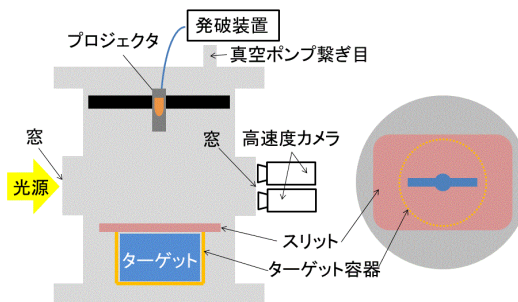 発破装置
プロジェクタ
真空ポンプ繋ぎ目
窓
窓
高速度カメラ
光源
スリット
ターゲット
ターゲット容器